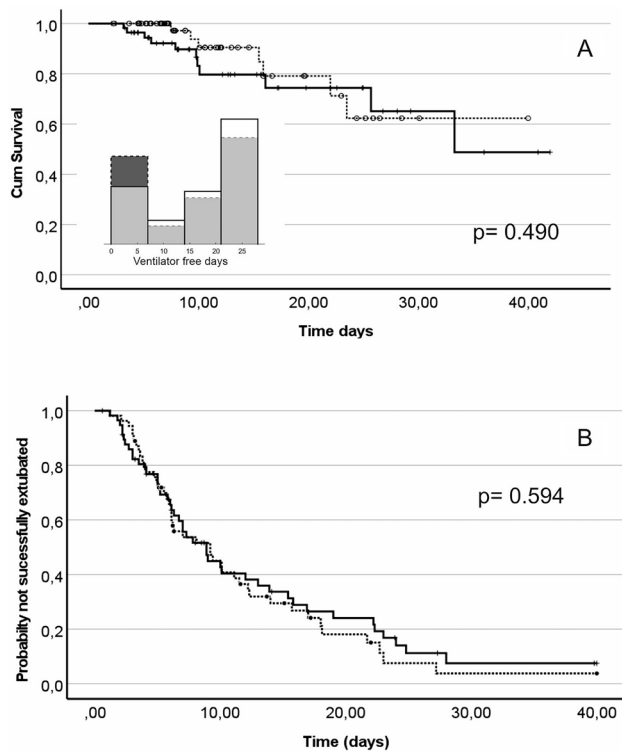 A
Cum Survival
1,0
0,8
0,6
0,4
0,2
0,0
0 5 10 15 20 25
Ventilator free days
p= 0.490
,00 10,00 20,00 30,00 40,00
Time days
B
Probabilty not sucessfully extubated
1,0
0,8
0,6
0,4
0,2
0,0
p= 0.594
,00 10,00 20,00 30,00 40,00
Time (days)